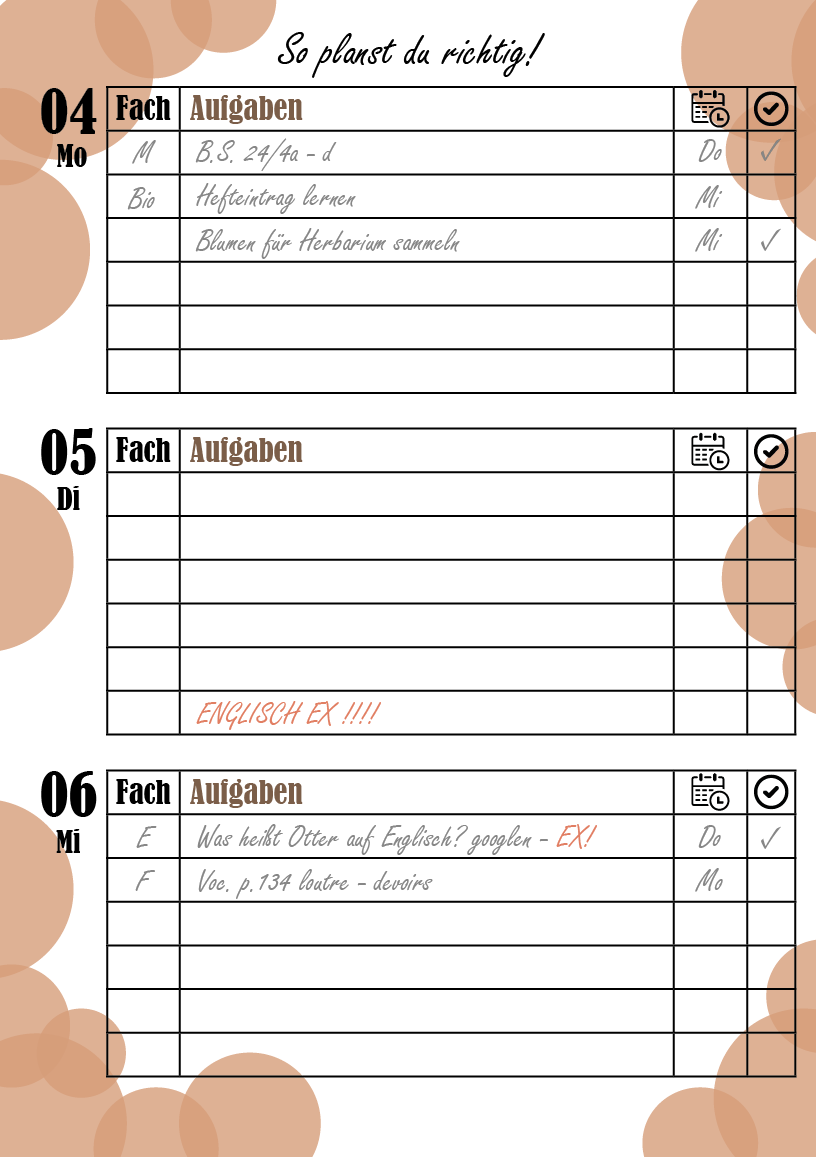 So planst du richtig!
04 Fach Aufgaben
Mo
M B.S. 24/4a - d Do ✓
Bio Hefteintrag lernen Mi
Blumen für Herbarium sammeln Mi ✓
05 Fach Aufgaben
Di
ENGLISCH EX !!!!
06 Fach Aufgaben
Mi
E Was heißt Otter auf Englisch? googlen - EX! Do ✓
F Voc. p.134 loutre - devoirs Mo